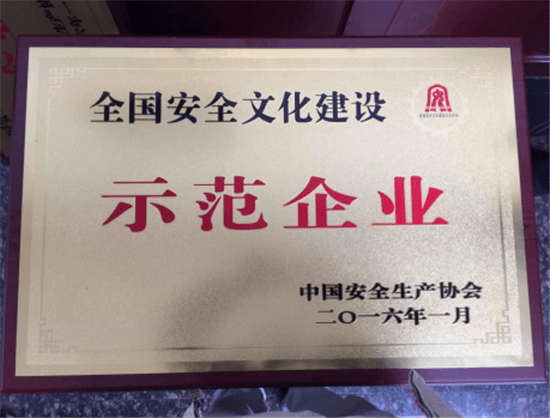 全国安全文化建设
示范企业
中国安全生产协会
二〇一六年一月